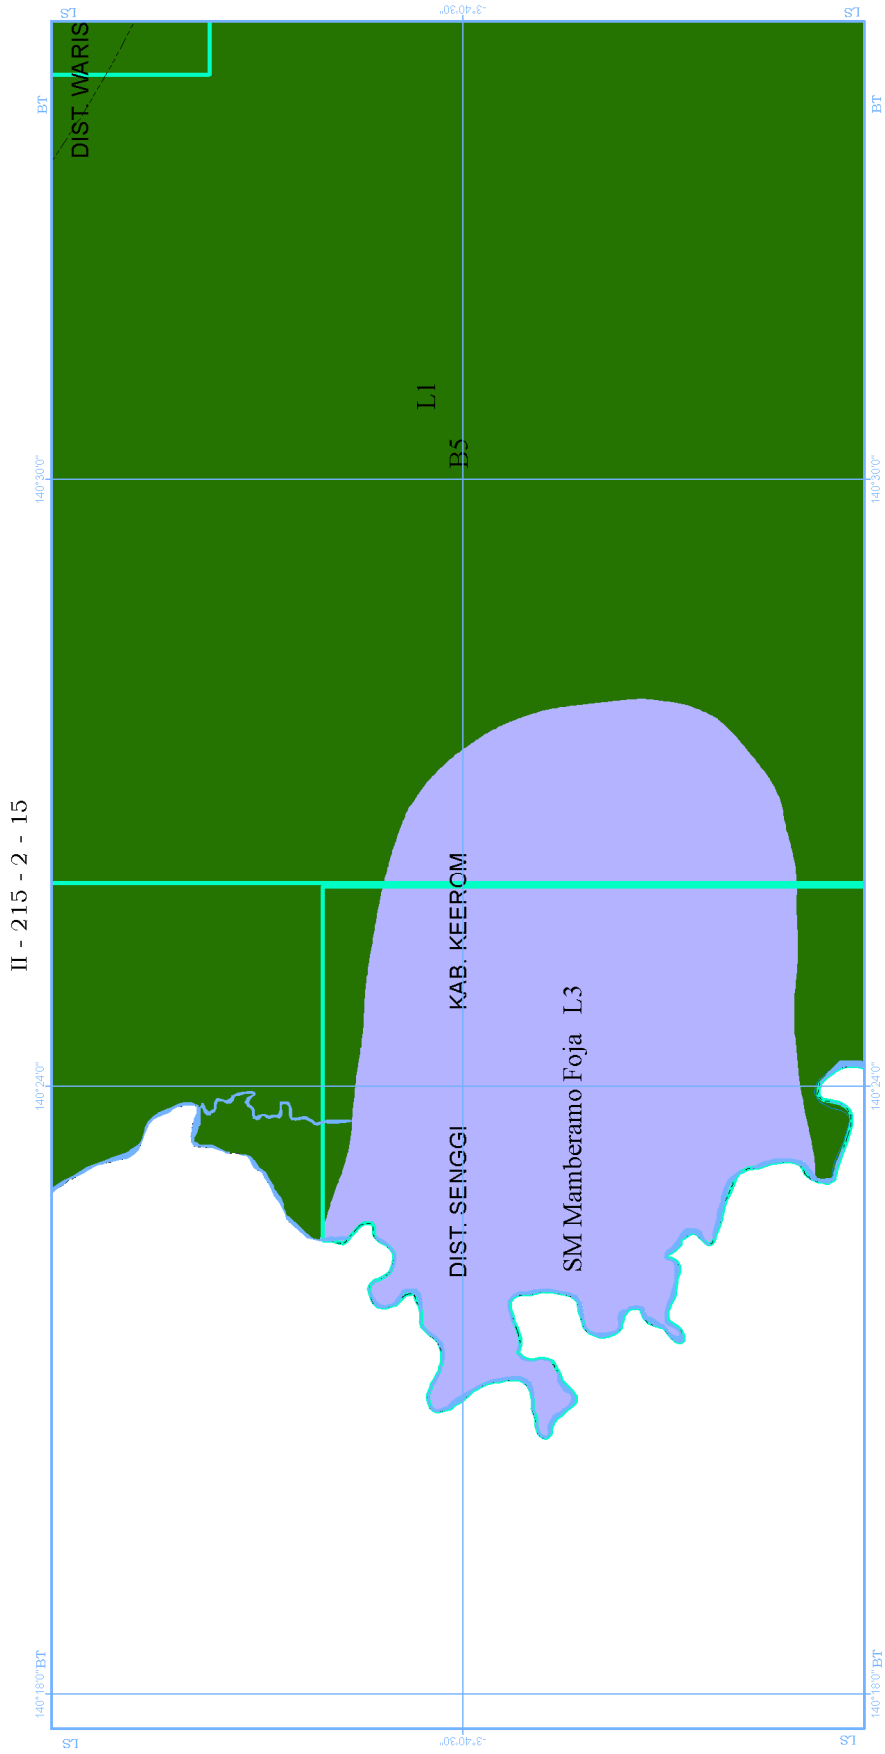 II - 215 - 2 - 15
LS
-3°40'30"
LS
BT
BT
DIST. WARIS
L1
B5
140°30'0"
140°30'0"
KAB. KEEROM
SM Mamberamo Foja L3
DIST. SENGGI
140°24'0"
140°24'0"
140°18'0"BT
140°18'0"BT
LS
-3°40'30"
LS